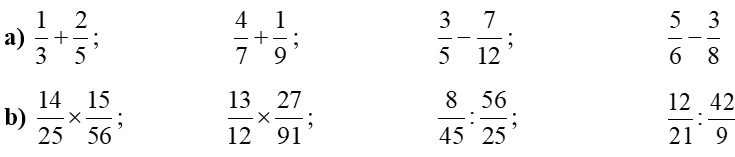 a) 1/3 + 2/5 ; 4/7 + 1/9 ; 3/5 − 7/12 ; 5/6 − 3/8
b) 14/25 × 15/56 ; 13/12 × 27/91 ; 8/45 : 56/25 ; 12/21 : 42/9